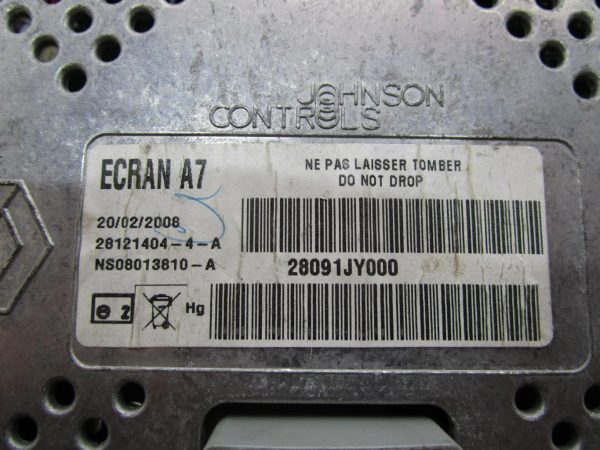 JOHNSON
CONTROLS
ECRAN A7
NE PAS LAISSER TOMBER
DO NOT DROP
20/02/2008
28121404-4-A
NS08013610-A
28091JY000
2
Hg